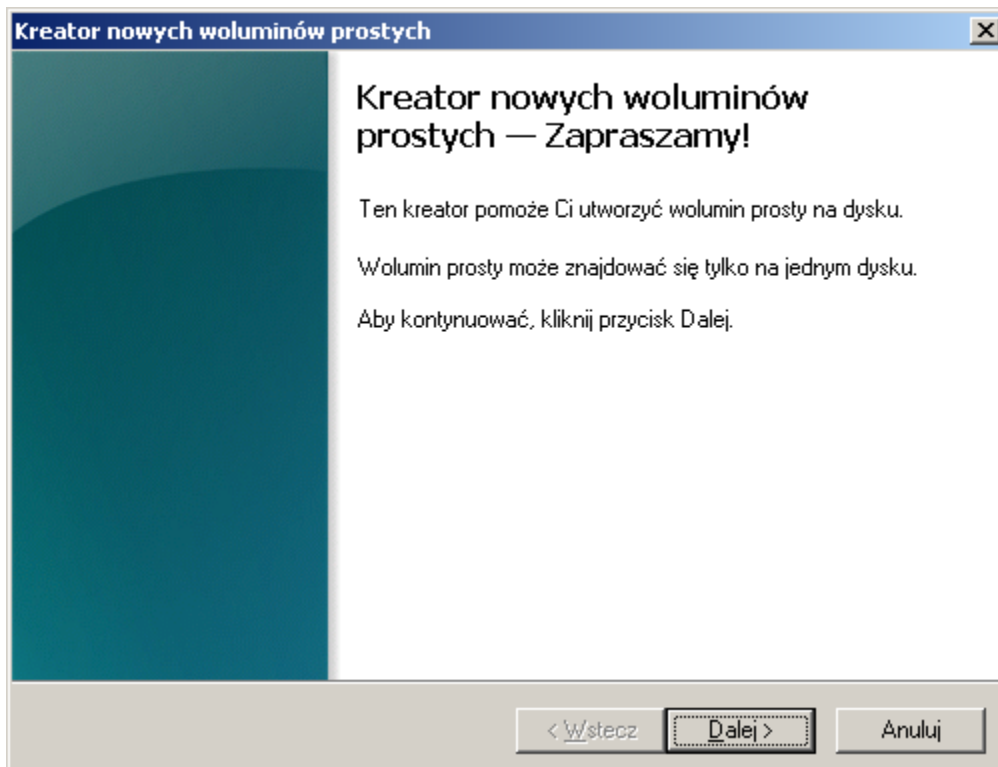 Kreator nowych woluminów prostych
Kreator nowych woluminów
prostych — Zapraszamy!
Ten kreator pomoże Ci utworzyć wolumin prosty na dysku.
Wolumin prosty może znajdować się tylko na jednym dysku.
Aby kontynuować, kliknij przycisk Dalej.
< Wstecz Dalej > Anuluj